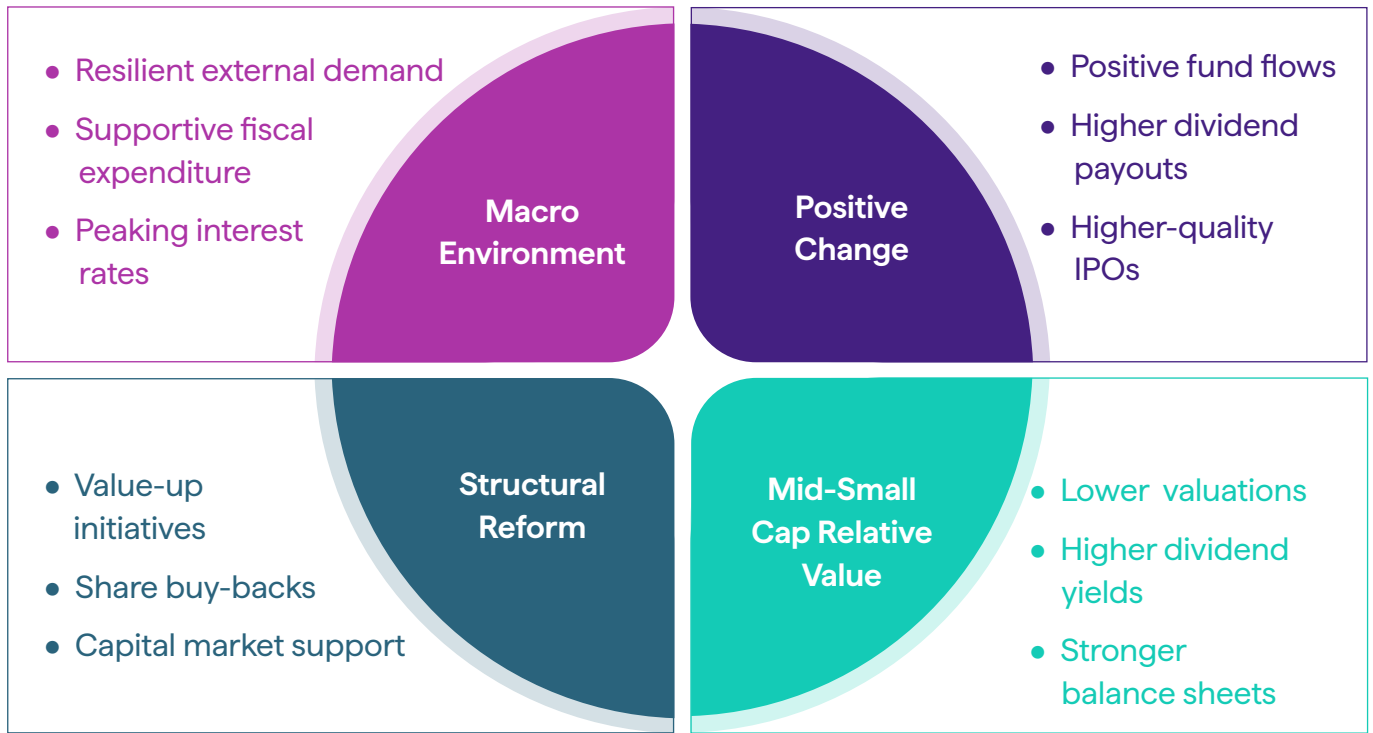 ● Resilient external demand
● Supportive fiscal
expenditure
● Peaking interest
rates
Macro
Environment
Positive
Change
● Positive fund flows
● Higher dividend
payouts
● Higher-quality
IPOs
● Value-up
initiatives
● Share buy-backs
● Capital market support
Structural
Reform
Mid-Small
Cap Relative
Value
● Lower valuations
● Higher dividend
yields
● Stronger
balance sheets